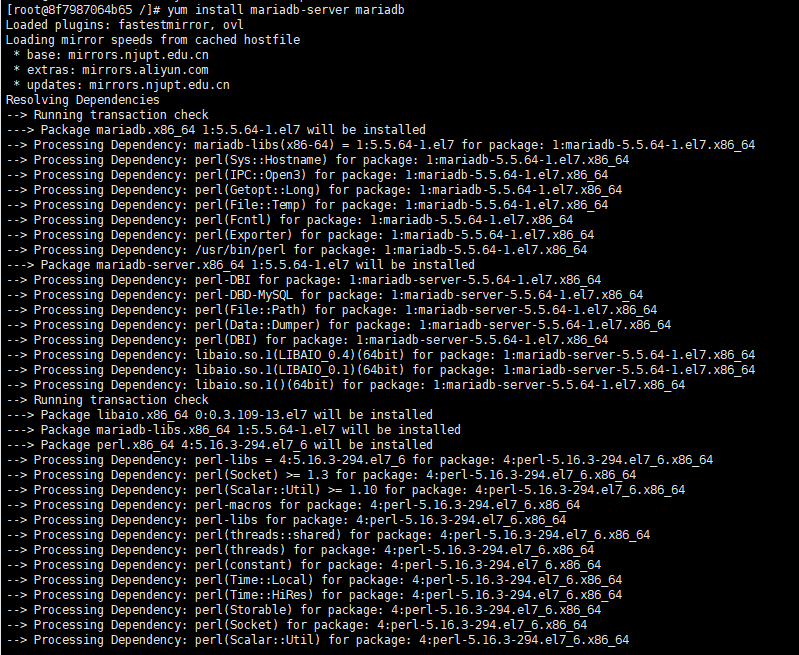 [root@8f7987064b65 /]# yum install mariadb-server mariadb
Loaded plugins: fastestmirror, ovl
Loading mirror speeds from cached hostfile
 * base: mirrors.njupt.edu.cn
 * extras: mirrors.aliyun.com
 * updates: mirrors.njupt.edu.cn
Resolving Dependencies
--> Running transaction check
---> Package mariadb.x86_64 1:5.5.64-1.el7 will be installed
--> Processing Dependency: mariadb-libs(x86-64) = 1:5.5.64-1.el7 for package: 1:mariadb-5.5.64-1.el7.x86_64
--> Processing Dependency: perl(Sys::Hostname) for package: 1:mariadb-5.5.64-1.el7.x86_64
--> Processing Dependency: perl(IPC::Open3) for package: 1:mariadb-5.5.64-1.el7.x86_64
--> Processing Dependency: perl(Getopt::Long) for package: 1:mariadb-5.5.64-1.el7.x86_64
--> Processing Dependency: perl(File::Temp) for package: 1:mariadb-5.5.64-1.el7.x86_64
--> Processing Dependency: perl(Fcntl) for package: 1:mariadb-5.5.64-1.el7.x86_64
--> Processing Dependency: perl(Exporter) for package: 1:mariadb-5.5.64-1.el7.x86_64
--> Processing Dependency: /usr/bin/perl for package: 1:mariadb-5.5.64-1.el7.x86_64
---> Package mariadb-server.x86_64 1:5.5.64-1.el7 will be installed
--> Processing Dependency: perl-DBI for package: 1:mariadb-server-5.5.64-1.el7.x86_64
--> Processing Dependency: perl-DBD-MySQL for package: 1:mariadb-server-5.5.64-1.el7.x86_64
--> Processing Dependency: perl(File::Path) for package: 1:mariadb-server-5.5.64-1.el7.x86_64
--> Processing Dependency: perl(Data::Dumper) for package: 1:mariadb-server-5.5.64-1.el7.x86_64
--> Processing Dependency: perl(DBI) for package: 1:mariadb-server-5.5.64-1.el7.x86_64
--> Processing Dependency: libaio.so.1(LIBAIO_0.4)(64bit) for package: 1:mariadb-server-5.5.64-1.el7.x86_64
--> Processing Dependency: libaio.so.1(LIBAIO_0.1)(64bit) for package: 1:mariadb-server-5.5.64-1.el7.x86_64
--> Processing Dependency: libaio.so.1()(64bit) for package: 1:mariadb-server-5.5.64-1.el7.x86_64
--> Running transaction check
---> Package libaio.x86_64 0:0.3.109-13.el7 will be installed
---> Package mariadb-libs.x86_64 1:5.5.64-1.el7 will be installed
---> Package perl.x86_64 4:5.16.3-294.el7_6 will be installed
--> Processing Dependency: perl-libs = 4:5.16.3-294.el7_6 for package: 4:perl-5.16.3-294.el7_6.x86_64
--> Processing Dependency: perl(Socket) >= 1.3 for package: 4:perl-5.16.3-294.el7_6.x86_64
--> Processing Dependency: perl(Scalar::Util) >= 1.10 for package: 4:perl-5.16.3-294.el7_6.x86_64
--> Processing Dependency: perl-macros for package: 4:perl-5.16.3-294.el7_6.x86_64
--> Processing Dependency: perl-libs for package: 4:perl-5.16.3-294.el7_6.x86_64
--> Processing Dependency: perl(threads::shared) for package: 4:perl-5.16.3-294.el7_6.x86_64
--> Processing Dependency: perl(threads) for package: 4:perl-5.16.3-294.el7_6.x86_64
--> Processing Dependency: perl(constant) for package: 4:perl-5.16.3-294.el7_6.x86_64
--> Processing Dependency: perl(Time::Local) for package: 4:perl-5.16.3-294.el7_6.x86_64
--> Processing Dependency: perl(Time::HiRes) for package: 4:perl-5.16.3-294.el7_6.x86_64
--> Processing Dependency: perl(Storable) for package: 4:perl-5.16.3-294.el7_6.x86_64
--> Processing Dependency: perl(Socket) for package: 4:perl-5.16.3-294.el7_6.x86_64
--> Processing Dependency: perl(Scalar::Util) for package: 4:perl-5.16.3-294.el7_6.x86_64